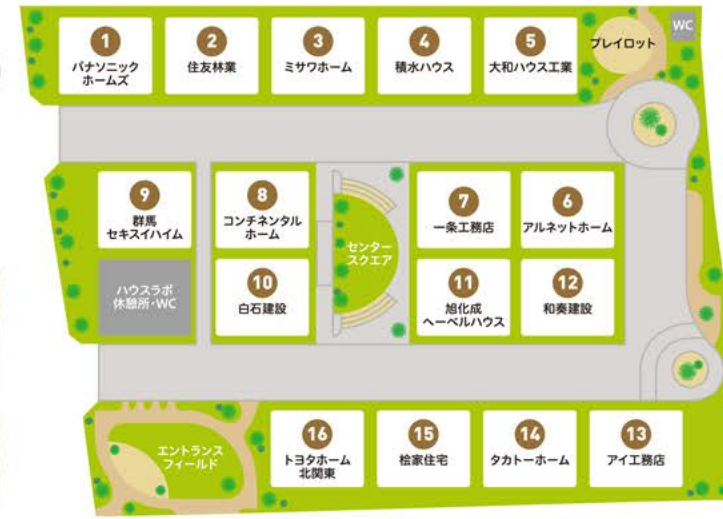 1
パナソニック
ホームズ
2
住友林業
3
ミサワホーム
4
積水ハウス
5
大和ハウス工業
プレイロット
WC
9
群馬
セキスイハイム
8
コンチネンタル
ホーム
センター
スクエア
7
一条工務店
6
アルネットホーム
ハウスラボ
休憩所・WC
10
白石建設
11
旭化成
ヘーベルハウス
12
和奏建設
エントランス
フィールド
16
トヨタホーム
北関東
15
桧家住宅
14
タカトーホーム
13
アイ工務店